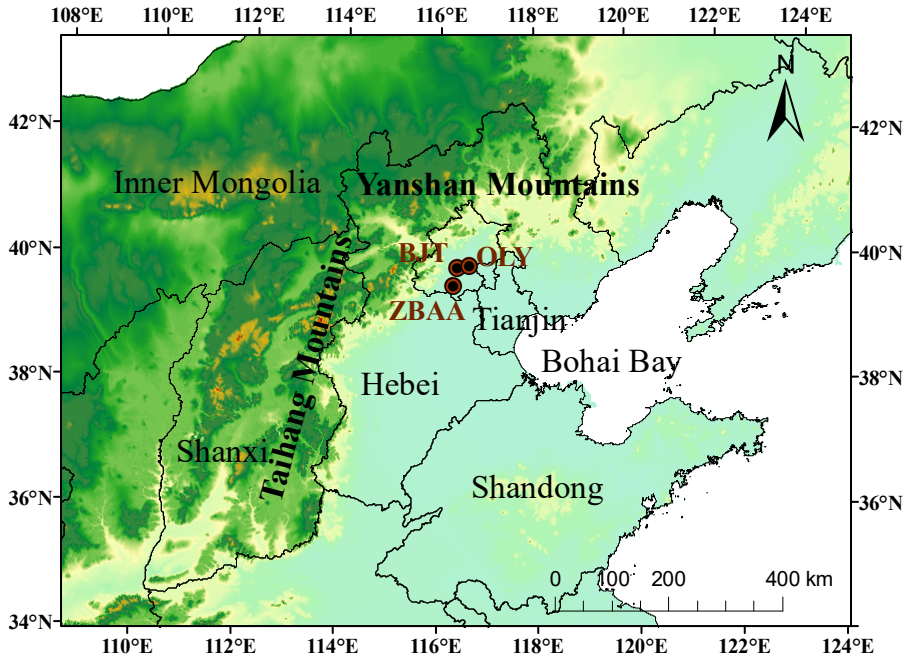 108°E 110°E 112°E 114°E 116°E 118°E 120°E 122°E 124°E
N
42°N 42°N
Inner Mongolia Yanshan Mountains
40°N 40°N
BJT OLY
ZBAA Tianjin
Taihang Mountains
Bohai Bay
38°N 38°N
Hebei
Shanxi
Shandong
36°N 36°N
0 100 200 400 km
34°N
110°E 112°E 114°E 116°E 118°E 120°E 122°E 124°E